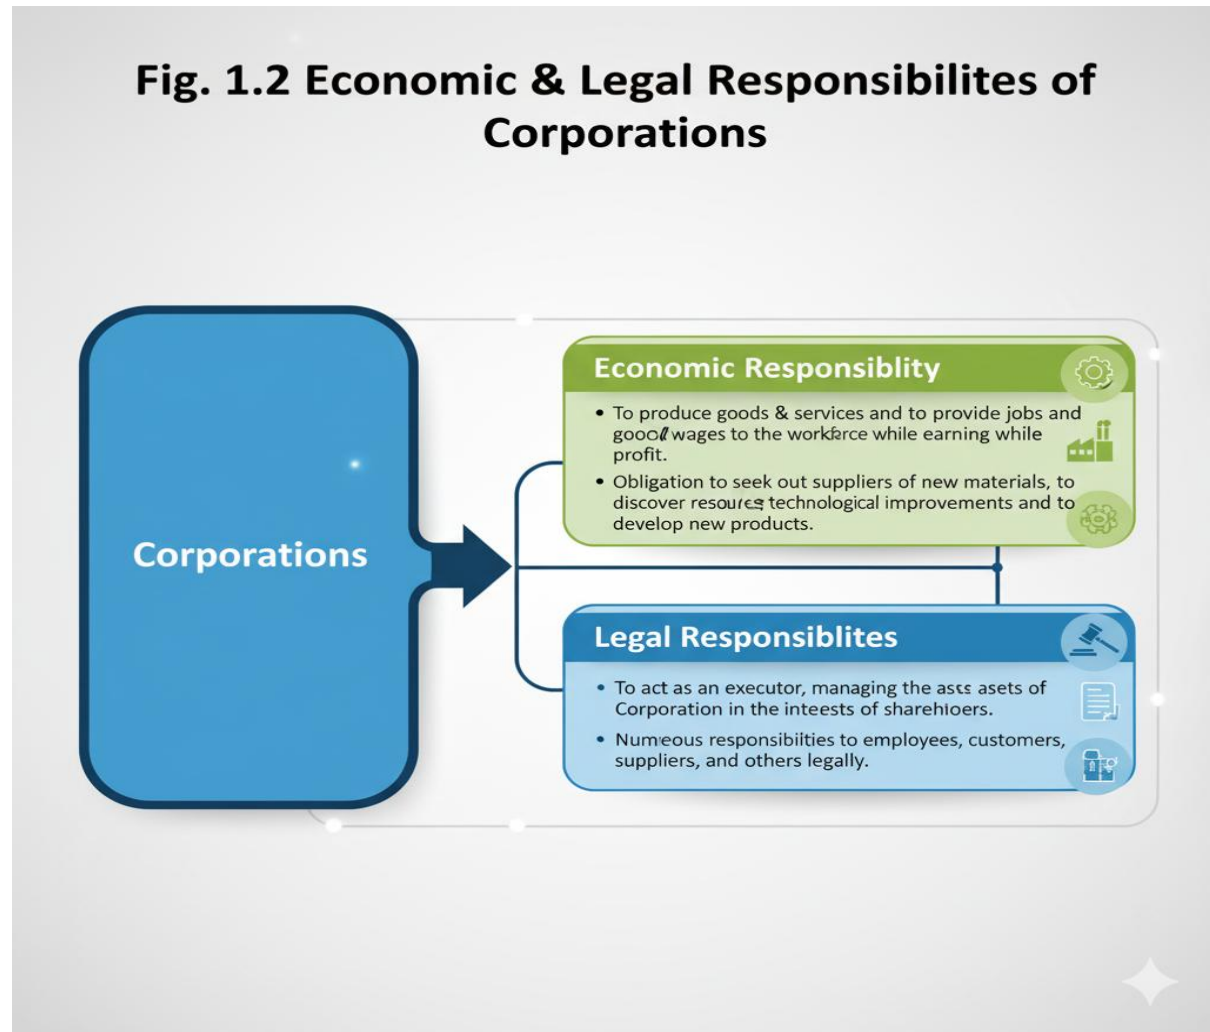 Fig. 1.2 Economic & Legal Responsibilites of
Corporations
Corporations
Economic Responsiblity
• To produce goods & services and to provide jobs and
good wages to the workforce while earning while
profit.
• Obligation to seek out suppliers of new materials, to
discover technological improvements and to
develop new products.
Legal Responsiblites
• To act as an executor, managing the asets of
Corporation in the inteests of
• responsibilties to employees, customers,
suppliers, and others legally.